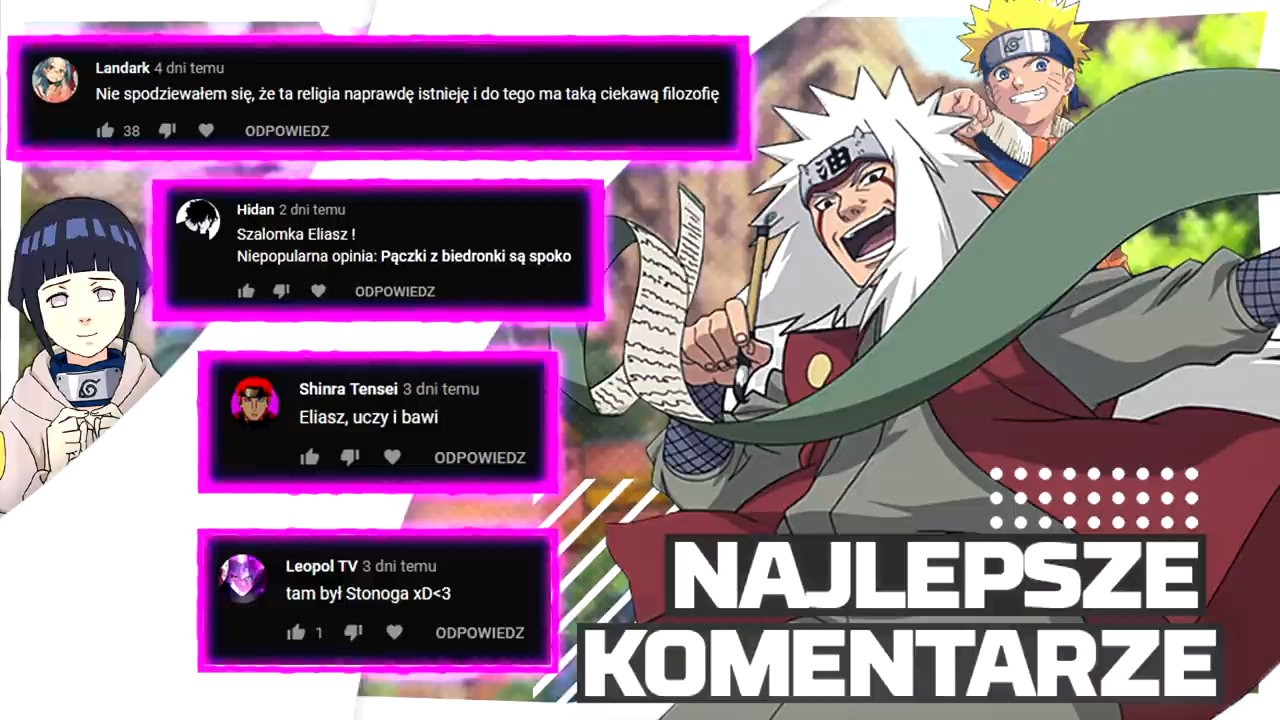 Landark 4 dni temu
Nie spodziewałem się, że ta religia naprawdę istnieję i do tego ma taką ciekawą filozofię
38 ODPOWIEDZ
Hidan 2 dni temu
Szalomka Eliasz !
Niepopularna opinia: Pączki z biedronki są spoko
ODPOWIEDZ
Shinra Tensei 3 dni temu
Eliasz, uczy i bawi
ODPOWIEDZ
Leopol TV 3 dni temu
tam był Stonoga xD<3
1 ODPOWIEDZ
油
NAJLEPSZE
KOMENTARZE